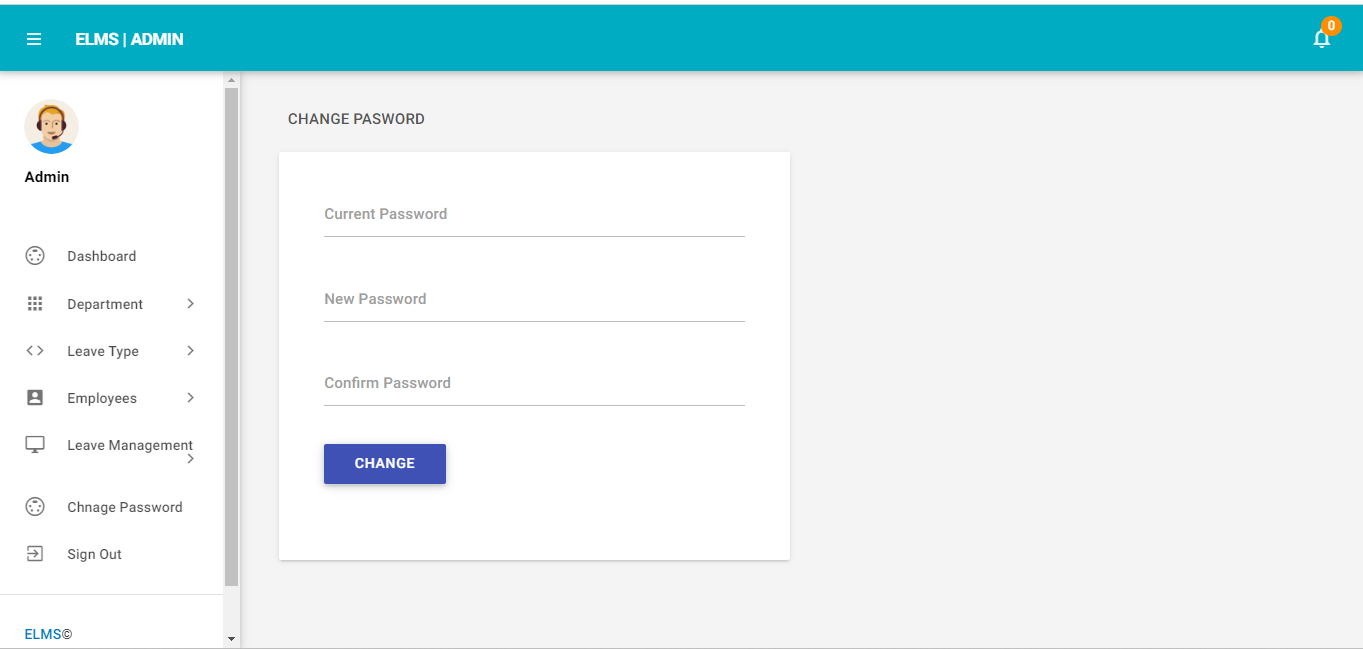 ELMS | ADMIN
0
Admin
Dashboard
Department
Leave Type
Employees
Leave Management
Chnage Password
Sign Out
ELMS©
CHANGE PASWORD
Current Password
New Password
Confirm Password
CHANGE